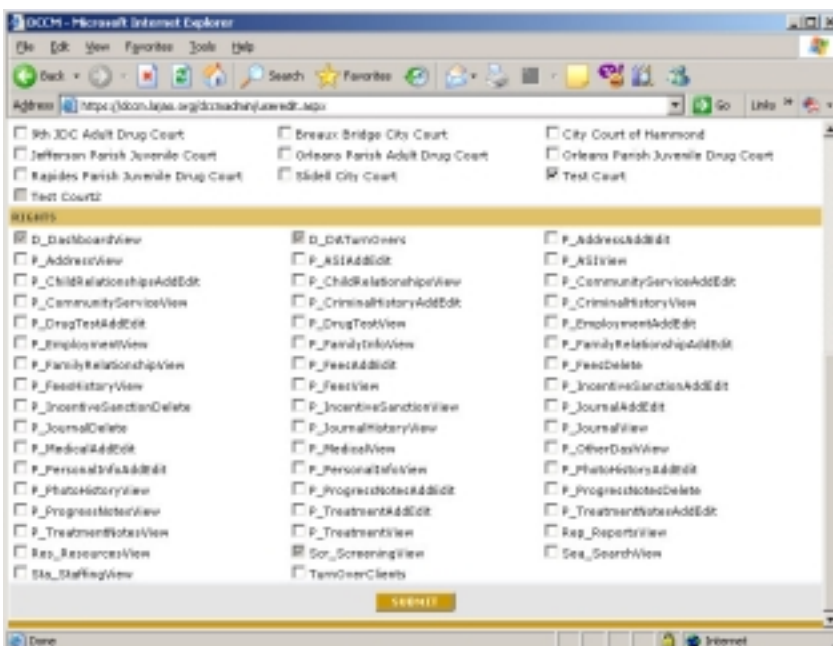 DCCM - Microsoft Internet Explorer
File Edit View Favorites Tools Help
Back Search Favorites
Address Go Links
9th JDC Adult Drug Court Breaux Bridge City Court City Court of Hammond
Jefferson Parish Juvenile Court Orleans Parish Adult Drug Court Orleans Parish Juvenile Drug Court
Rapides Parish Juvenile Drug Court Slidell City Court Test Court
Test Court2
RIGHTS
D_DashboardView D_DATurnOvers P_AddressAddEdit
P_AddressView P_ASIAddEdit P_ASIView
P_ChildRelationshipsAddEdit P_ChildRelationshipsView P_CommunityServiceAddEdit
P_CommunityServiceView P_CriminalHistoryAddEdit P_CriminalHistoryView
P_DrugTestAddEdit P_DrugTestView P_EmploymentAddEdit
P_EmploymentView P_FamilyInfoView P_FamilyRelationshipAddEdit
P_FamilyRelationshipView P_FeesAddEdit P_FeesDelete
P_FeesHistoryView P_FeesView P_IncentiveSanctionAddEdit
P_IncentiveSanctionDelete P_IncentiveSanctionView P_JournalAddEdit
P_JournalDelete P_JournalHistoryView P_JournalView
P_MedicalAddEdit P_MedicalView P_OtherDashView
P_PersonalInfoAddEdit P_PersonalInfoView P_PhotoHistoryAddEdit
P_PhotoHistoryView P_ProgressNotesAddEdit P_ProgressNotesDelete
P_ProgressNotesView P_TreatmentAddEdit P_TreatmentNotesAddEdit
P_TreatmentNotesView P_TreatmentView Rep_ReportsView
Res_ResourcesView Scr_ScreeningView Sea_SearchView
Sta_StaffingView TurnOverClients
SUBMIT
Done Internet